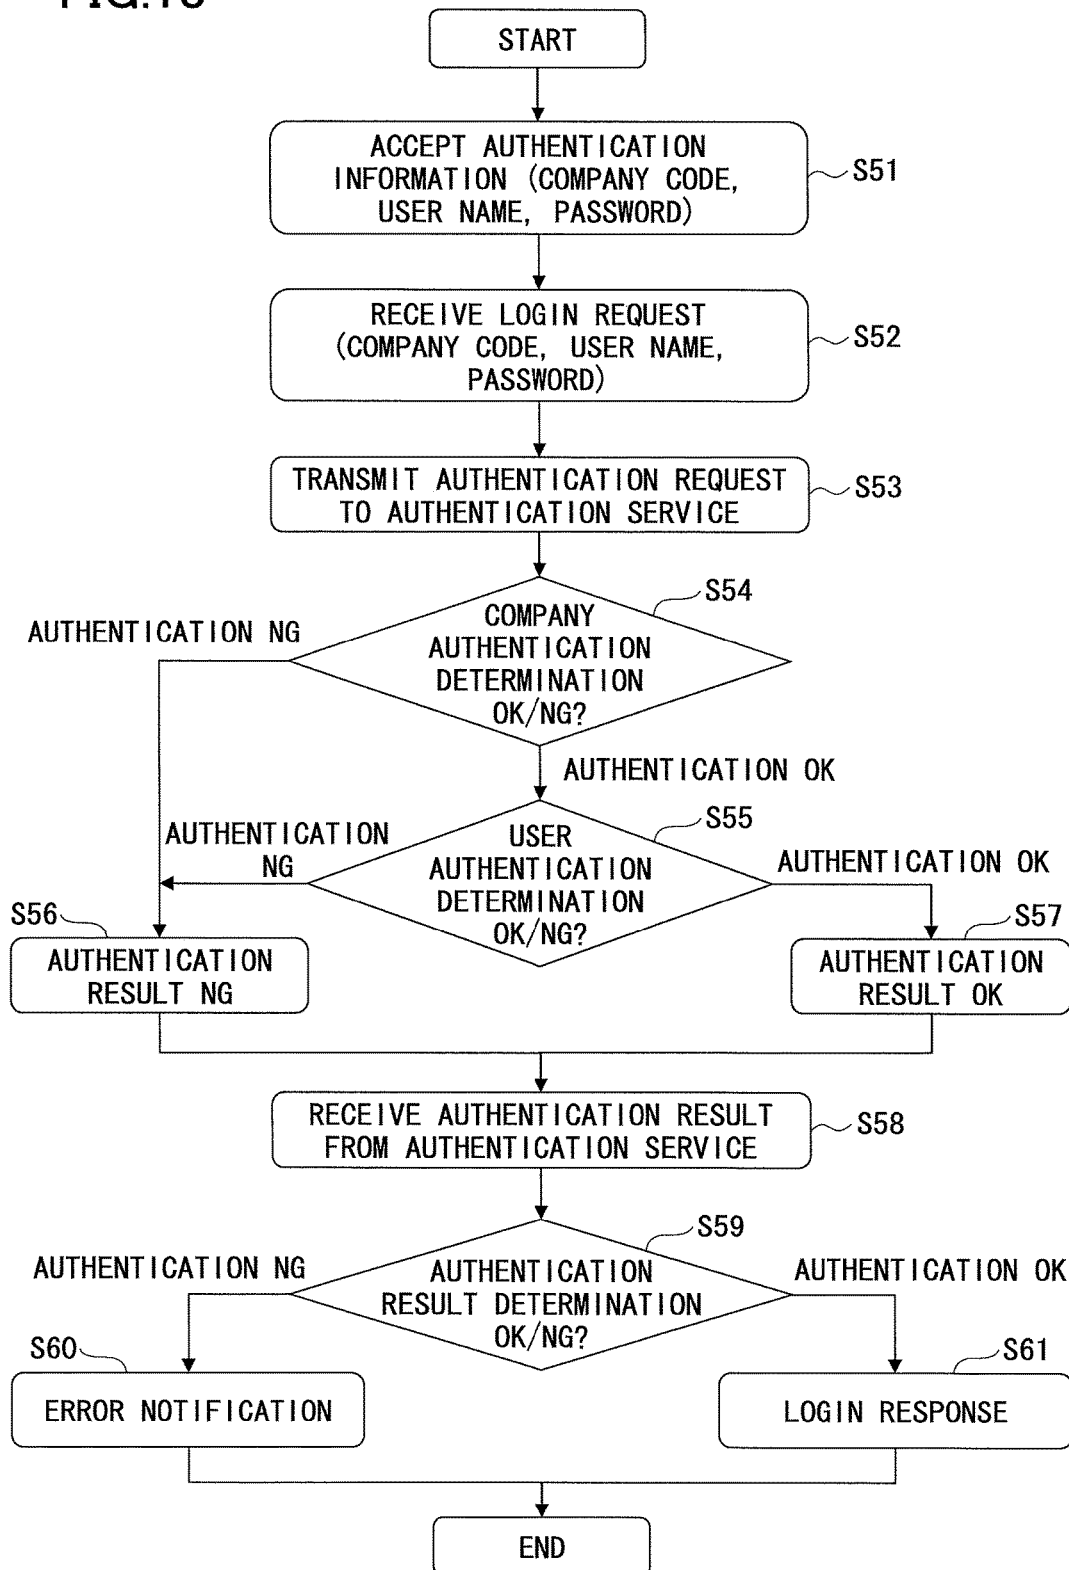 START
ACCEPT AUTHENTICATION
INFORMATION (COMPANY CODE,
USER NAME, PASSWORD)
S51
RECEIVE LOGIN REQUEST
(COMPANY CODE, USER NAME,
PASSWORD)
S52
TRANSMIT AUTHENTICATION REQUEST
TO AUTHENTICATION SERVICE
S53
S54
COMPANY
AUTHENTICATION
DETERMINATION
OK/NG?
AUTHENTICATION NG
AUTHENTICATION OK
S55
USER
AUTHENTICATION
DETERMINATION
OK/NG?
AUTHENTICATION
NG
AUTHENTICATION OK
S56
AUTHENTICATION
RESULT NG
S57
AUTHENTICATION
RESULT OK
RECEIVE AUTHENTICATION RESULT
FROM AUTHENTICATION SERVICE
S58
S59
AUTHENTICATION
RESULT DETERMINATION
OK/NG?
AUTHENTICATION NG
AUTHENTICATION OK
S60
ERROR NOTIFICATION
S61
LOGIN RESPONSE
END